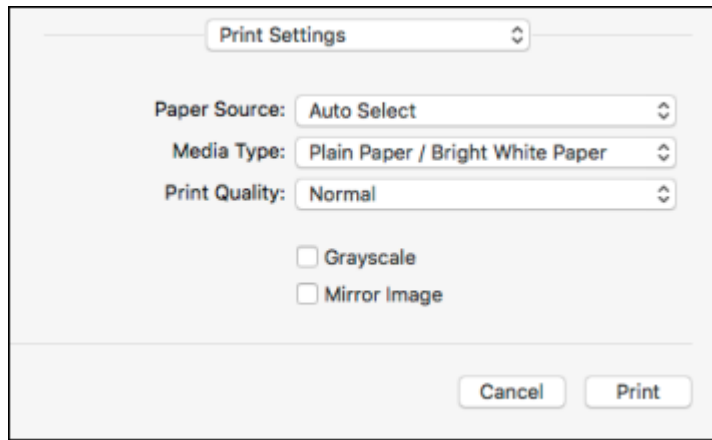 Print Settings
Paper Source: Auto Select
Media Type: Plain Paper / Bright White Paper
Print Quality: Normal
Grayscale
Mirror Image
Cancel Print